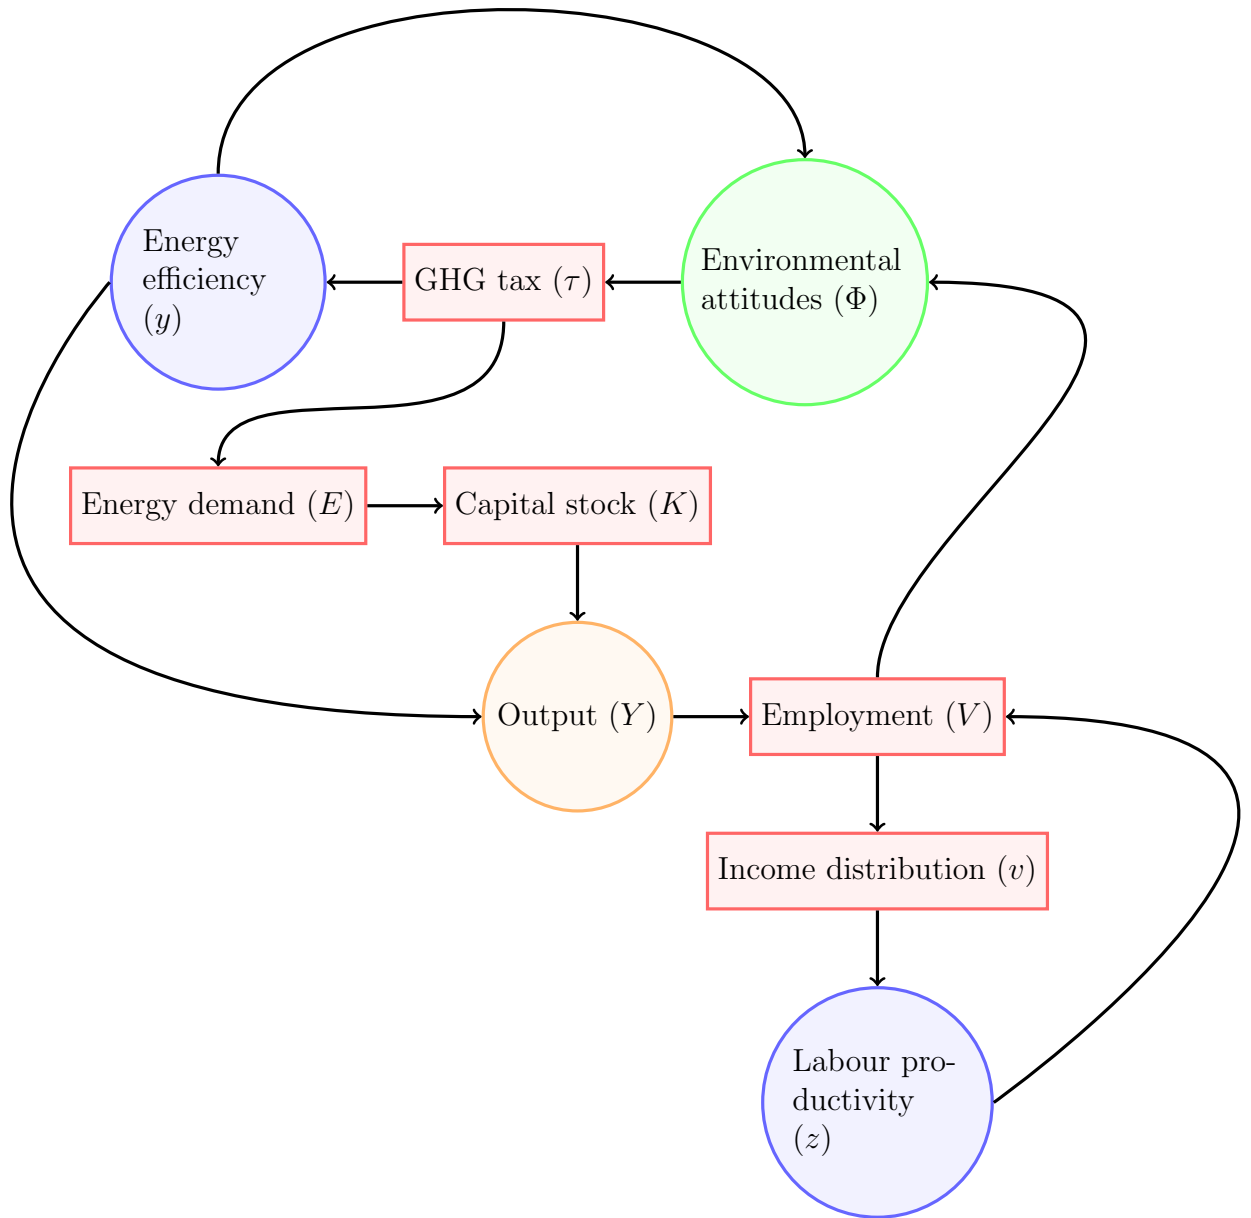 Energy
efficiency
(y)
GHG tax (τ)
Environmental
attitudes (Φ)
Energy demand (E)
Capital stock (K)
Output (Y)
Employment (V)
Income distribution (v)
Labour pro-
ductivity
(z)